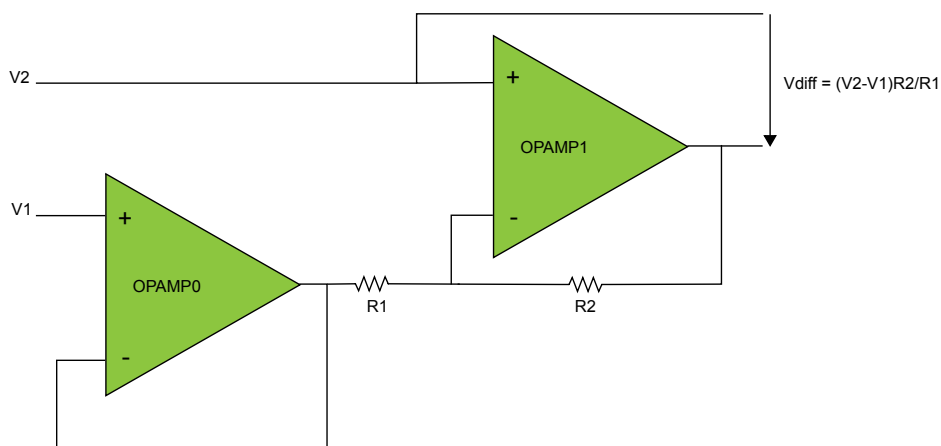 V2
+
OPAMP1
-
Vdiff = (V2-V1)R2/R1
V1
+
OPAMP0
-
R1
R2